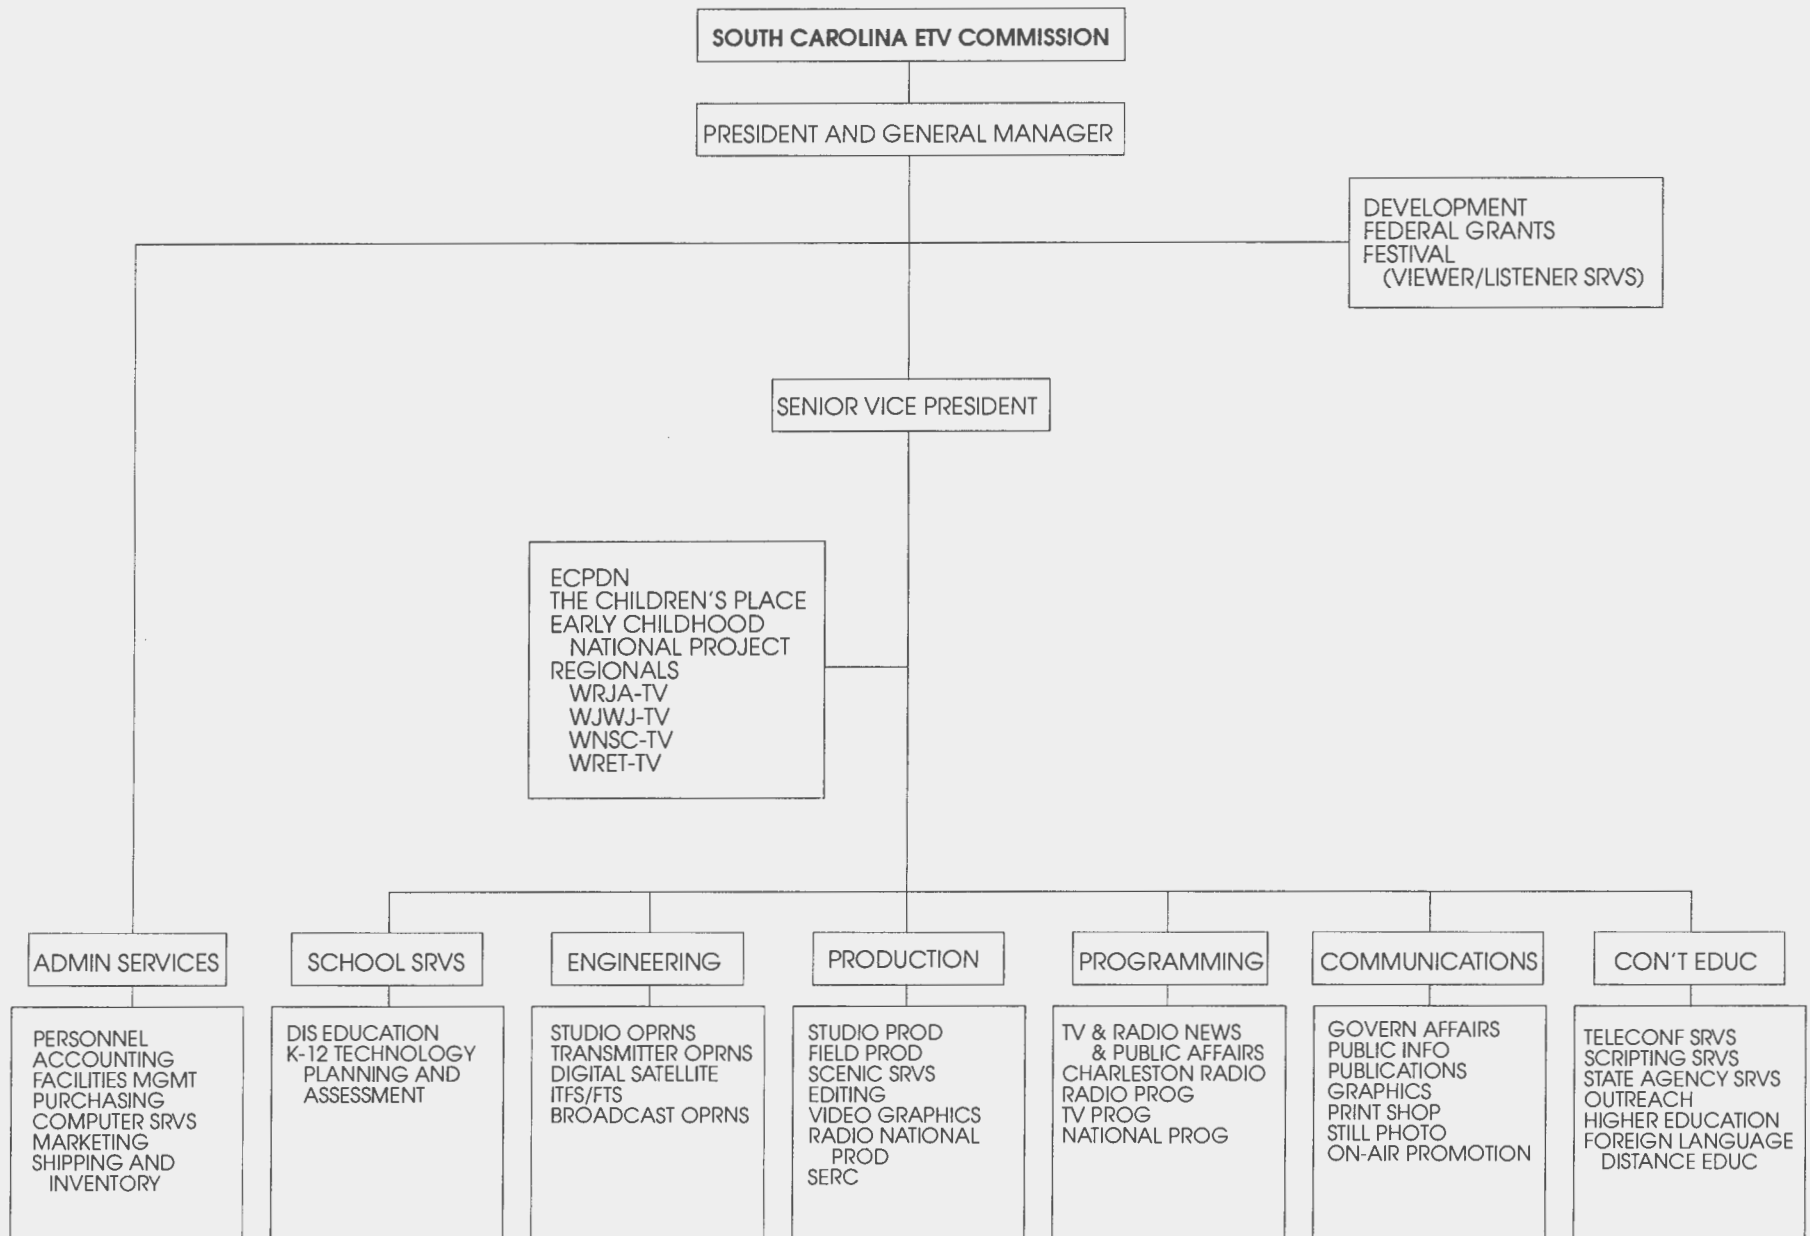 SOUTH CAROLINA ETV COMMISSION
PRESIDENT AND GENERAL MANAGER
DEVELOPMENT
FEDERAL GRANTS
FESTIVAL
(VIEWER/LISTENER SRVS)
SENIOR VICE PRESIDENT
ECPDN
THE CHILDREN'S PLACE
EARLY CHILDHOOD
NATIONAL PROJECT
REGIONALS
WRJA-TV
WJWJ-TV
WNSC-TV
WRET-TV
ADMIN SERVICES
PERSONNEL
ACCOUNTING
FACILITIES MGMT
PURCHASING
COMPUTER SRVS
MARKETING
SHIPPING AND
INVENTORY
SCHOOL SRVS
DIS EDUCATION
K-12 TECHNOLOGY
PLANNING AND
ASSESSMENT
ENGINEERING
STUDIO OPRNS
TRANSMITTER OPRNS
DIGITAL SATELLITE
ITFS/FTS
BROADCAST OPRNS
PRODUCTION
STUDIO PROD
FIELD PROD
SCENIC SRVS
EDITING
VIDEO GRAPHICS
RADIO NATIONAL
PROD
SERC
PROGRAMMING
TV & RADIO NEWS
& PUBLIC AFFAIRS
CHARLESTON RADIO
RADIO PROG
TV PROG
NATIONAL PROG
COMMUNICATIONS
GOVERN AFFAIRS
PUBLIC INFO
PUBLICATIONS
GRAPHICS
PRINT SHOP
STILL PHOTO
ON-AIR PROMOTION
CON'T EDUC
TELECONF SRVS
SCRIPTING SRVS
STATE AGENCY SRVS
OUTREACH
HIGHER EDUCATION
FOREIGN LANGUAGE
DISTANCE EDUC